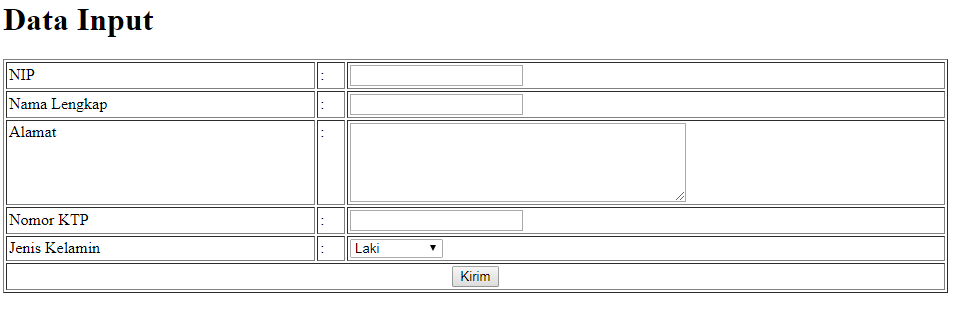 Data Input
NIP :
Nama Lengkap :
Alamat :
Nomor KTP :
Jenis Kelamin : Laki
Kirim